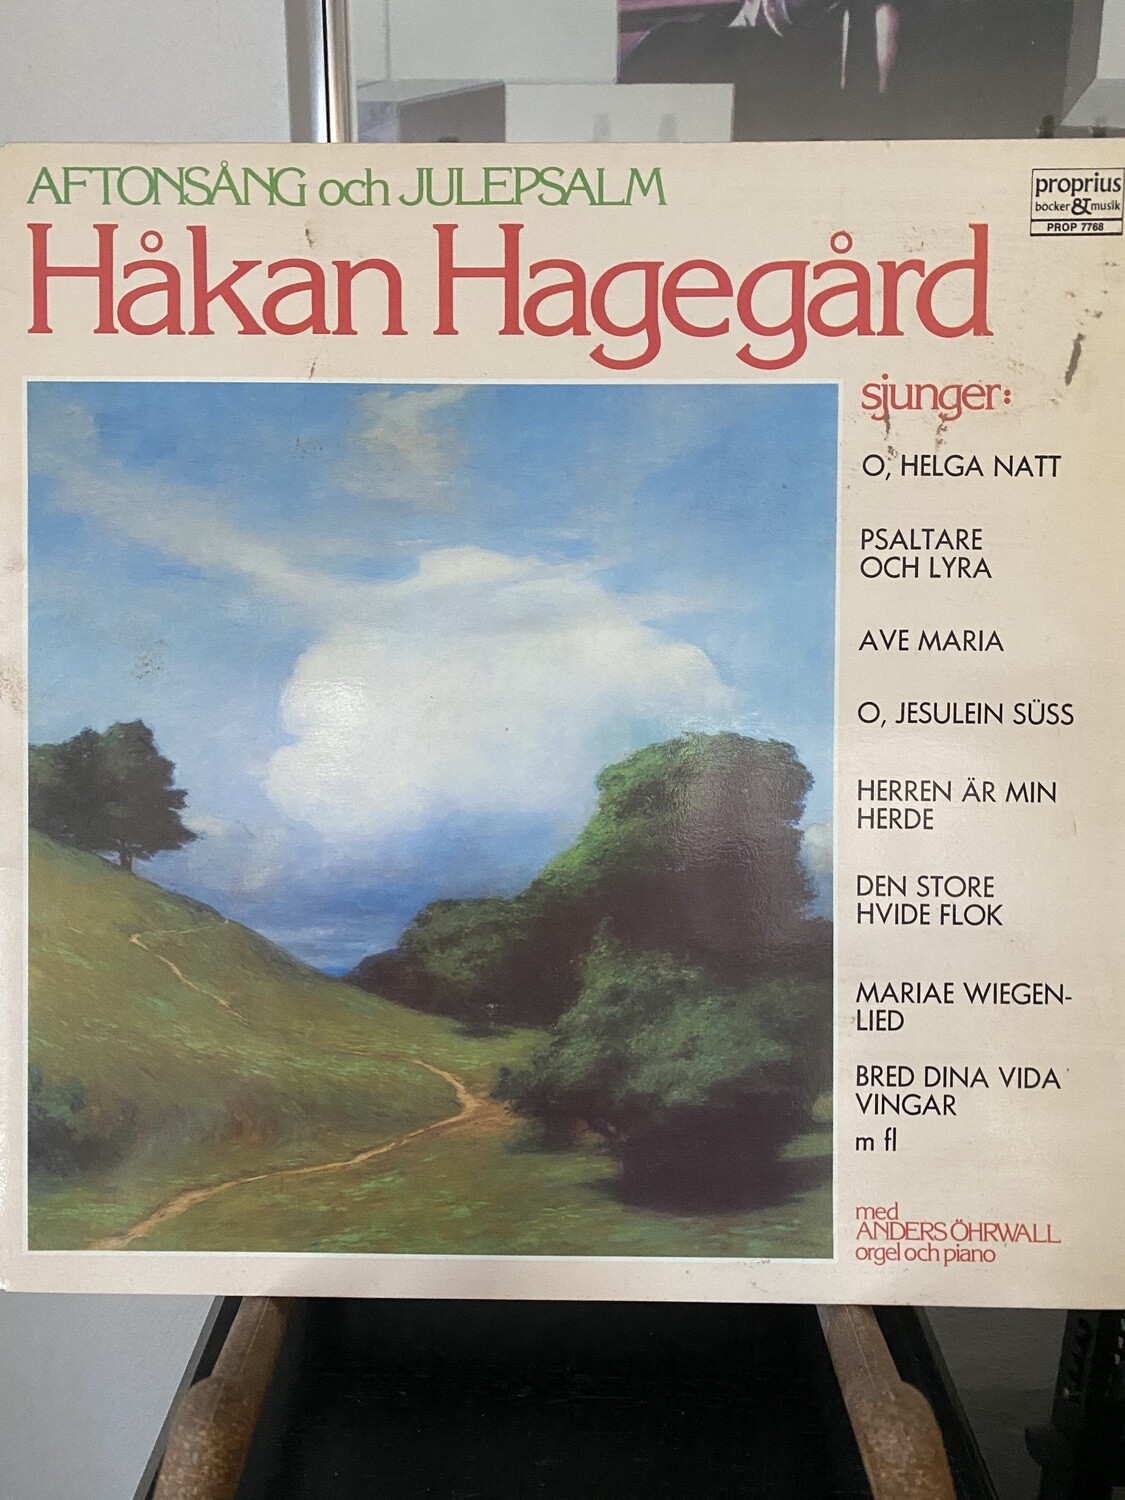 AFTONSÅNG och JULEPSALM
Håkan Hagegård
proprius
böcker & musik
PROP 7768
sjunger:
O, HELGA NATT
PSALTARE
OCH LYRA
AVE MARIA
O, JESULEIN SÜSS
HERREN ÄR MIN
HERDE
DEN STORE
HVIDE FLOK
MARIAE WIEGEN-
LIED
BRED DINA VIDA
VINGAR
m fl
med
ANDERS ÖHRWALL
orgel och piano